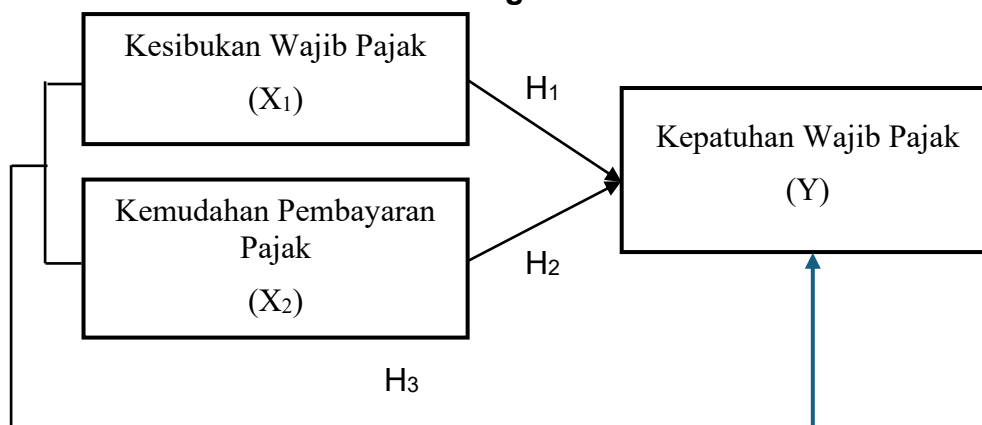 Kesibukan Wajib Pajak
(X1)
H1
Kepatuhan Wajib Pajak
(Y)
Kemudahan Pembayaran
Pajak
(X2)
H2
H3